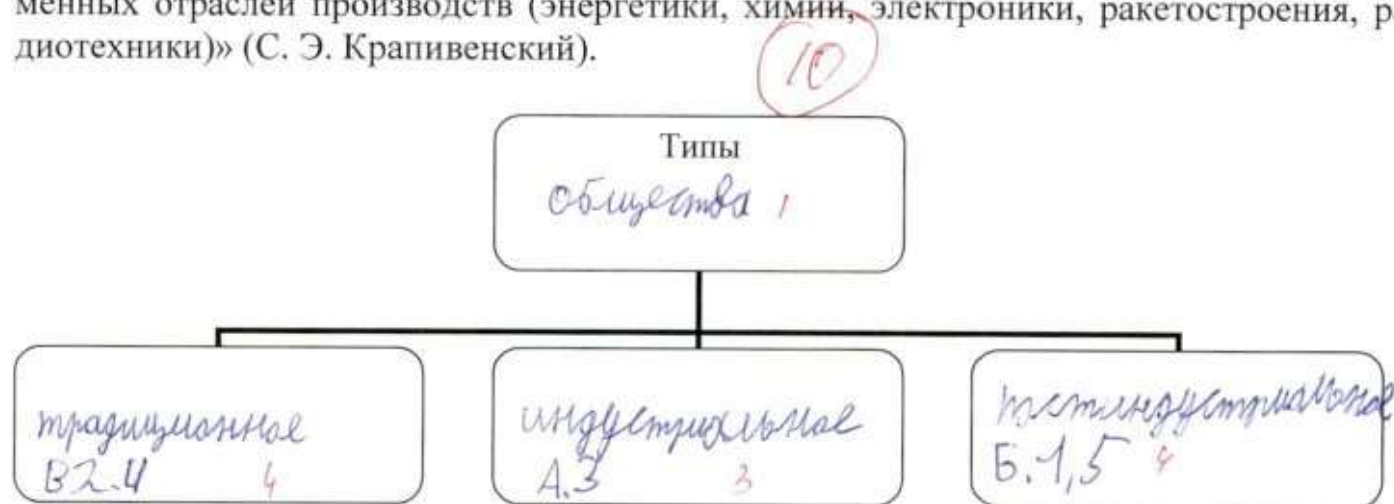 менных отраслей производств (энергетики, химии, электроники, ракетостроения, р
диотехники)» (С. Э. Крапивенский).
10
Типы
общества 1
традиционное
В2.4 4
индустриальное
А.3 3
постиндустриальное
Б.1,5 4